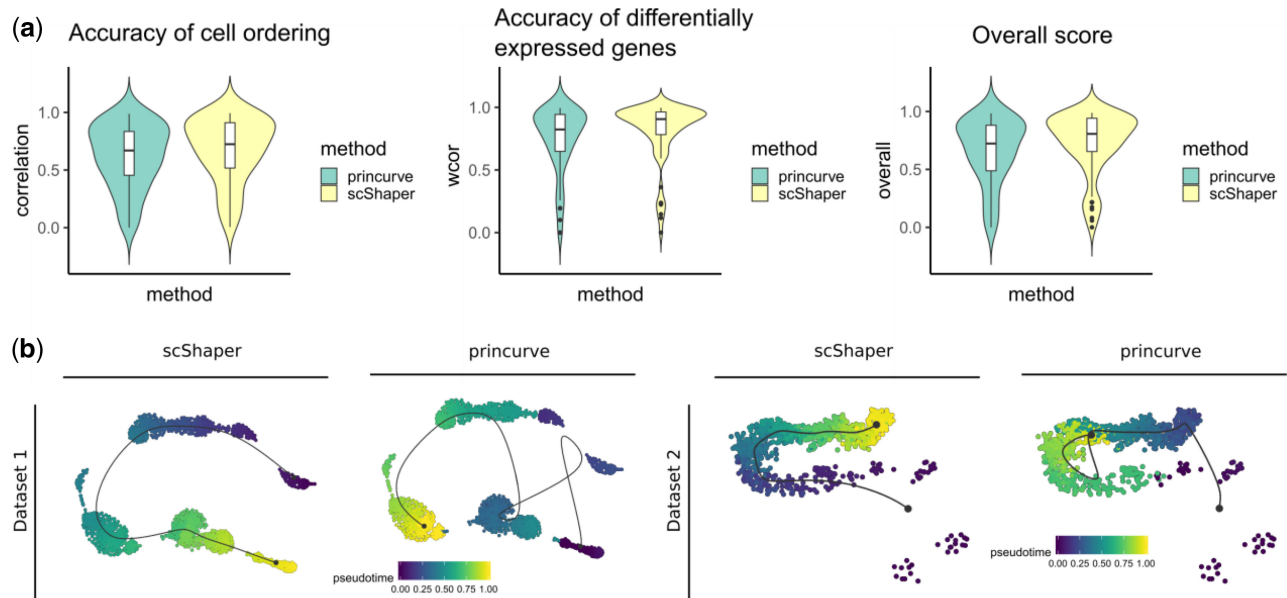 (a)
Accuracy of cell ordering
correlation
1.0
0.5
0.0
method
method
princurve
scShaper
Accuracy of differentially
expressed genes
wcor
1.0
0.5
0.0
method
method
princurve
scShaper
Overall score
overall
1.0
0.5
0.0
method
method
princurve
scShaper
(b)
scShaper
princurve
scShaper
princurve
Dataset 1
pseudotime
0.00 0.25 0.50 0.75 1.00
Dataset 2
pseudotime
0.00 0.25 0.50 0.75 1.00